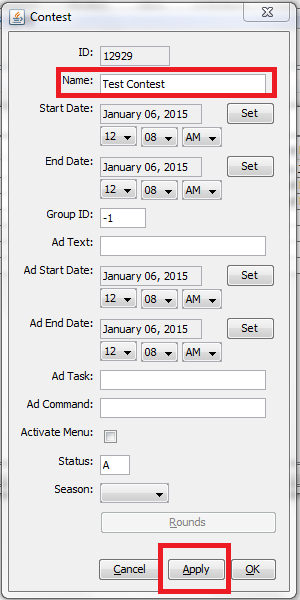 Contest
ID: 12929
Name: Test Contest
Start Date: January 06, 2015 Set
12 08 AM
End Date: January 06, 2015 Set
12 08 AM
Group ID: -1
Ad Text:
Ad Start Date: January 06, 2015 Set
12 08 AM
Ad End Date: January 06, 2015 Set
12 08 AM
Ad Task:
Ad Command:
Activate Menu:
Status: A
Season:
Rounds
Cancel Apply OK